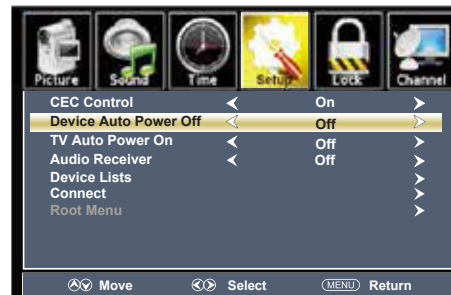 Picture Sound Time Setup Lock Channel
CEC Control On
Device Auto Power Off Off
TV Auto Power On Off
Audio Receiver Off
Device Lists
Connect
Root Menu
Move Select MENU Return